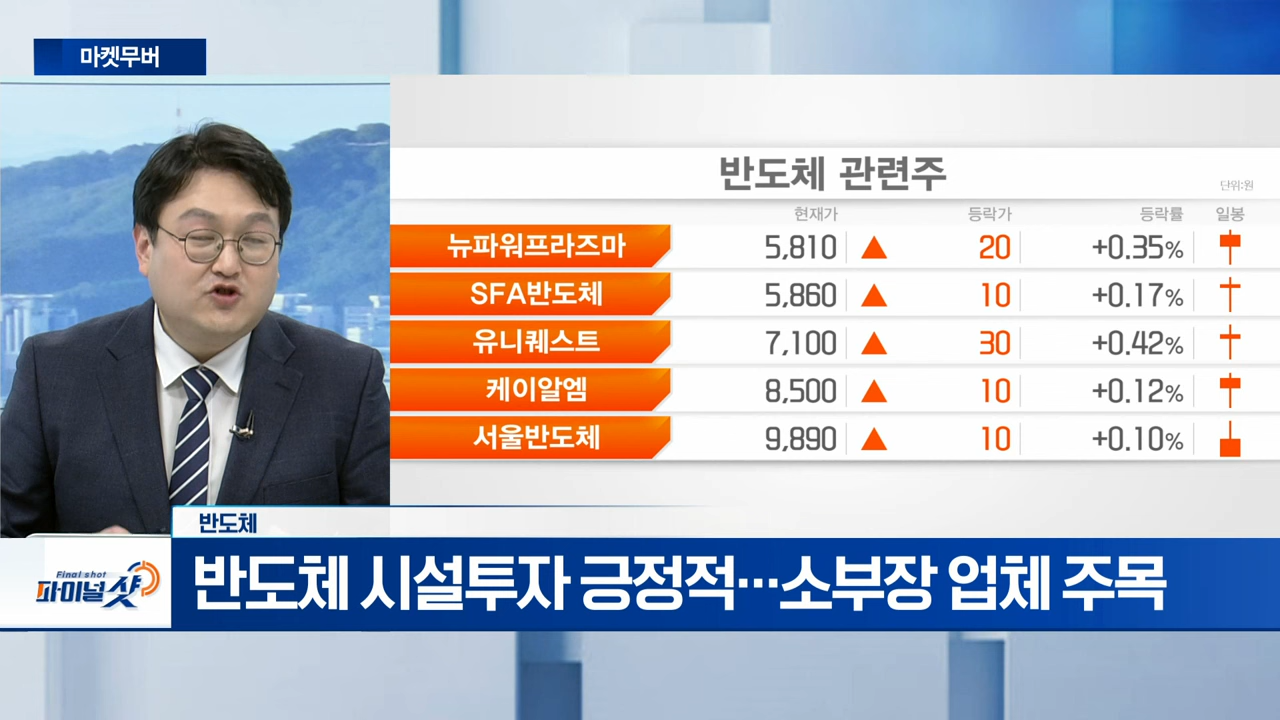 마켓무버
반도체 관련주
단위:원
현재가 등락가 등락률 일봉
뉴파워프라즈마 5,810 ▲ 20 +0.35%
SFA반도체 5,860 ▲ 10 +0.17%
유니퀘스트 7,100 ▲ 30 +0.42%
케이알엠 8,500 ▲ 10 +0.12%
서울반도체 9,890 ▲ 10 +0.10%
반도체
Final shot
파이널샷
반도체 시설투자 긍정적…소부장 업체 주목